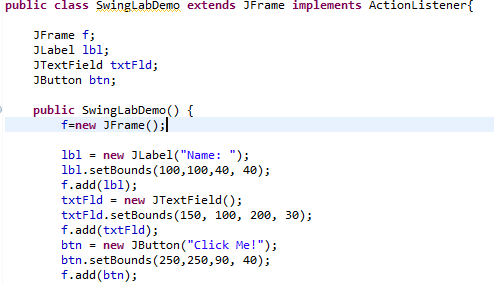 public class SwingLabDemo extends JFrame implements ActionListener{
JFrame f;
JLabel lbl;
JTextField txtFld;
JButton btn;
public SwingLabDemo() {
f=new JFrame();
lbl = new JLabel("Name: ");
lbl.setBounds(100,100,40, 40);
f.add(lbl);
txtFld = new JTextField();
txtFld.setBounds(150, 100, 200, 30);
f.add(txtFld);
btn = new JButton("Click Me!");
btn.setBounds(250,250,90, 40);
f.add(btn);